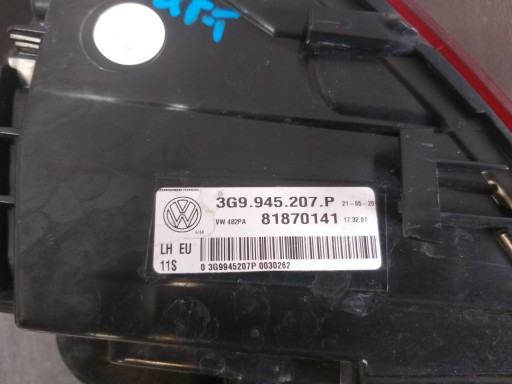 3G9.945.207.P 21-05-20
VW 482PA 81870141 17:32:01
LH EU
11S 0 3G9945207P 0030262